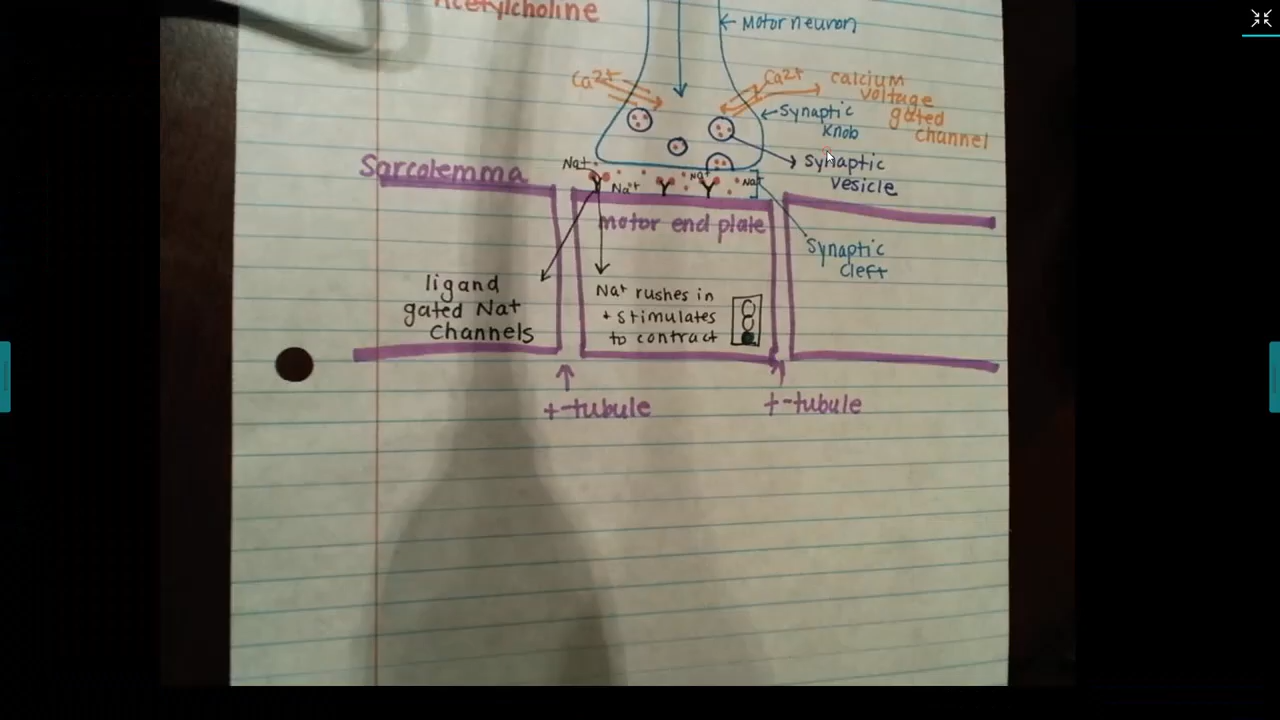 Acetylcholine
Motor neuron
Ca2+
Ca2+
calcium
voltage
gated
channel
Synaptic
knob
Synaptic
vesicle
Na+
Na+
Na+
Na+
Sarcolemma
motor end plate
Synaptic
Cleft
ligand
gated Na+
Channels
Na+ rushes in
+ stimulates
to contract
t-tubule
t-tubule